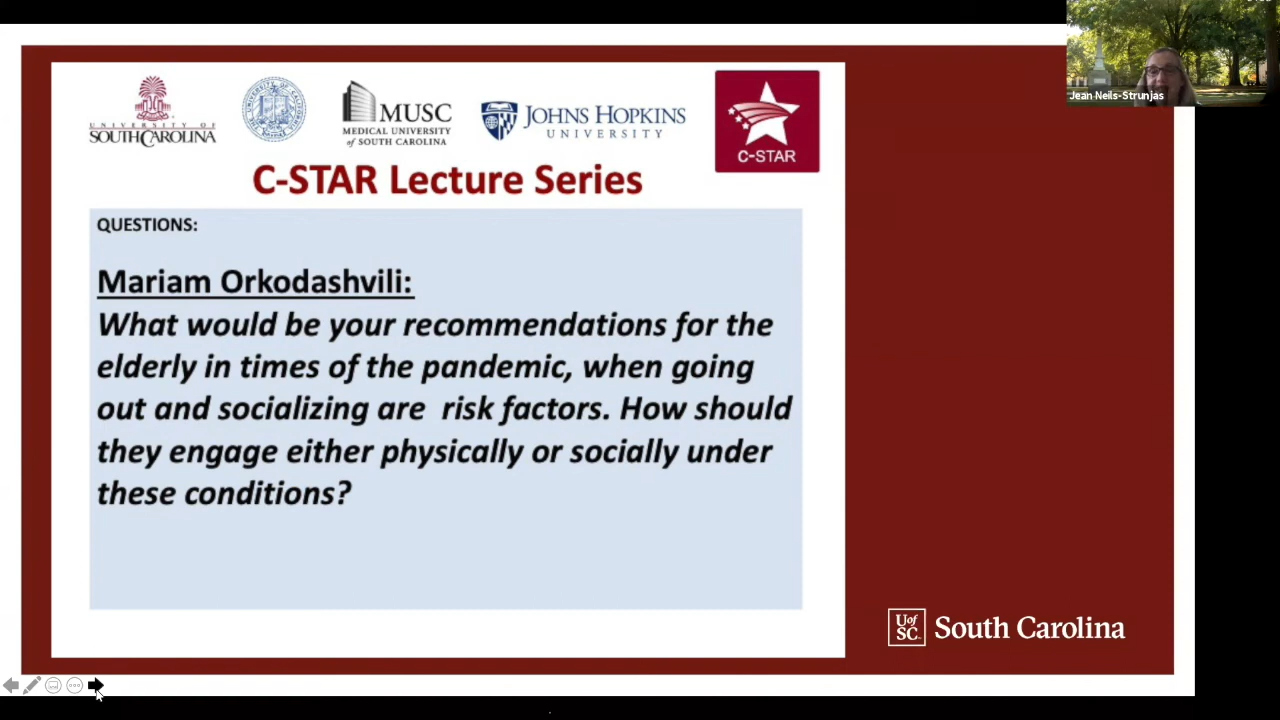 Jean Neils-Strunjas
UNIVERSITY OF
SOUTH CAROLINA
MUSC
MEDICAL UNIVERSITY
of SOUTH CAROLINA
JOHNS HOPKINS
UNIVERSITY
C-STAR
C-STAR Lecture Series
QUESTIONS:
Mariam Orkodashvili:
What would be your recommendations for the
elderly in times of the pandemic, when going
out and socializing are risk factors. How should
they engage either physically or socially under
these conditions?
UofSC
South Carolina